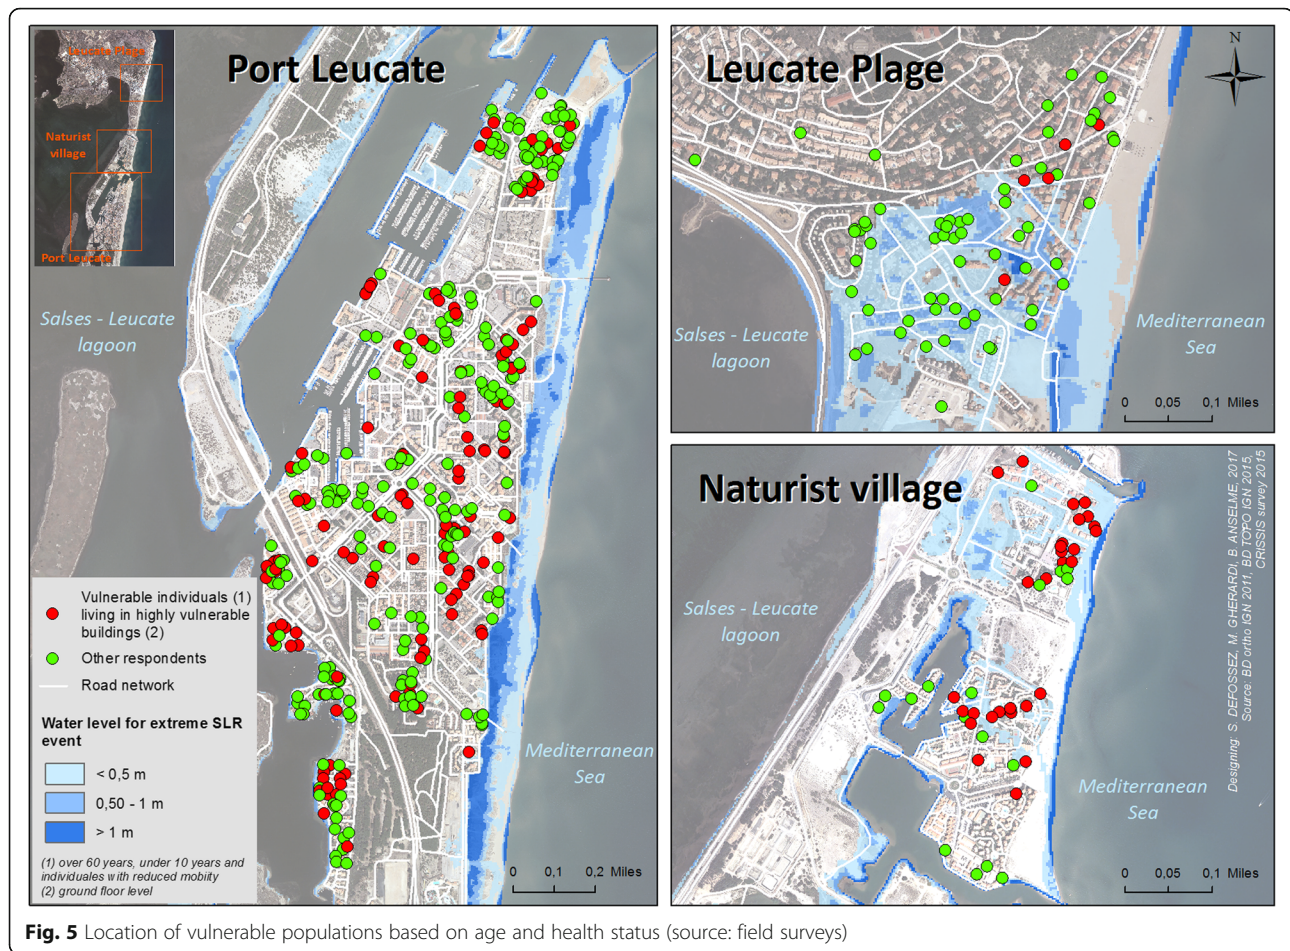 Port Leucate
Leucate Plage
Naturist
village
Port Leucate
Salses - Leucate
lagoon
Mediterranean
Sea
0 0,1 0,2 Miles
Vulnerable individuals (1)
living in highly vulnerable
buildings (2)
Other respondents
Road network
Water level for extreme SLR
event
< 0,5 m
0,50 - 1 m
> 1 m
(1) over 60 years, under 10 years and
individuales with reduced mobiity
(2) ground floor level
Leucate Plage
N
Salses - Leucate
lagoon
Mediterranean
Sea
0 0,05 0,1 Miles
Naturist village
Salses - Leucate
lagoon
Mediterranean
Sea
0 0,05 0,1 Miles
Designing: S. DEFOSSEZ, M. GHERARDI, B. ANSELME, 2017
Source: BD ortho IGN 2011, BD TOPO IGN 2015,
CRISSIS survey 2015
Fig. 5 Location of vulnerable populations based on age and health status (source: field surveys)